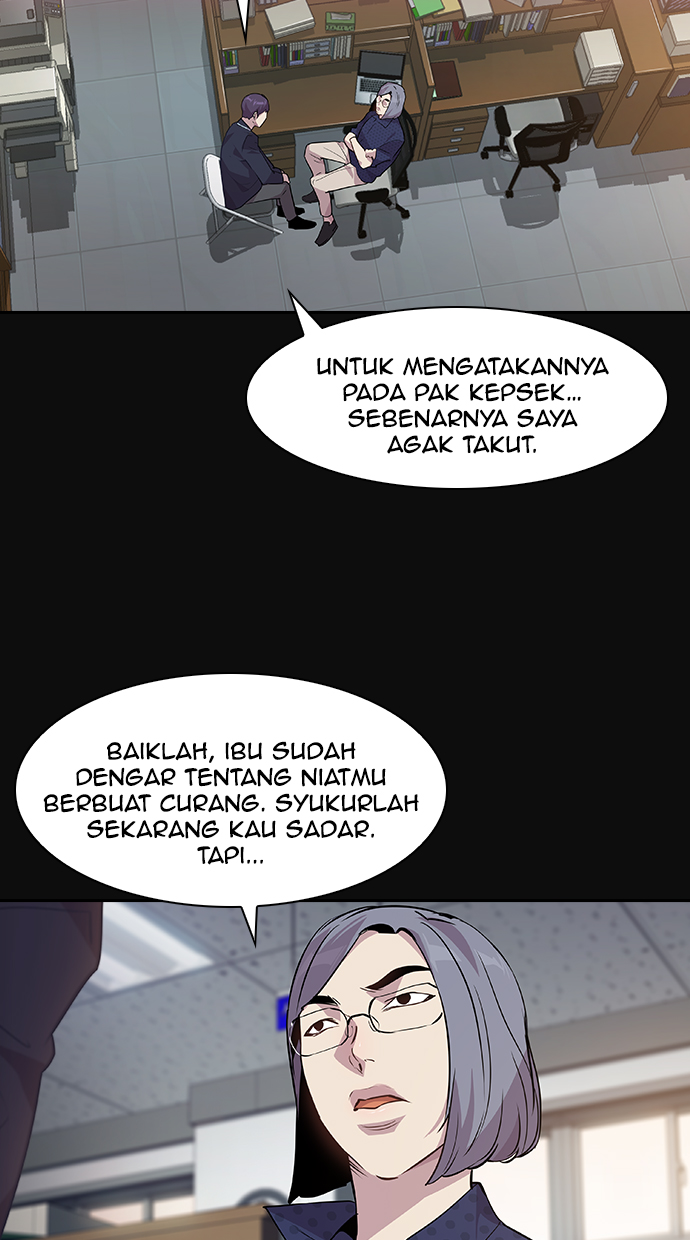 UNTUK MENGATAKANNYA
PADA PAK KEPSEK...
SEBENARNYA SAYA
AGAK TAKUT.
BAIKLAH, IBU SUDAH
DENGAR TENTANG NIATMU
BERBUAT CURANG. SYUKURLAH
SEKARANG KAU SADAR.
TAPI...